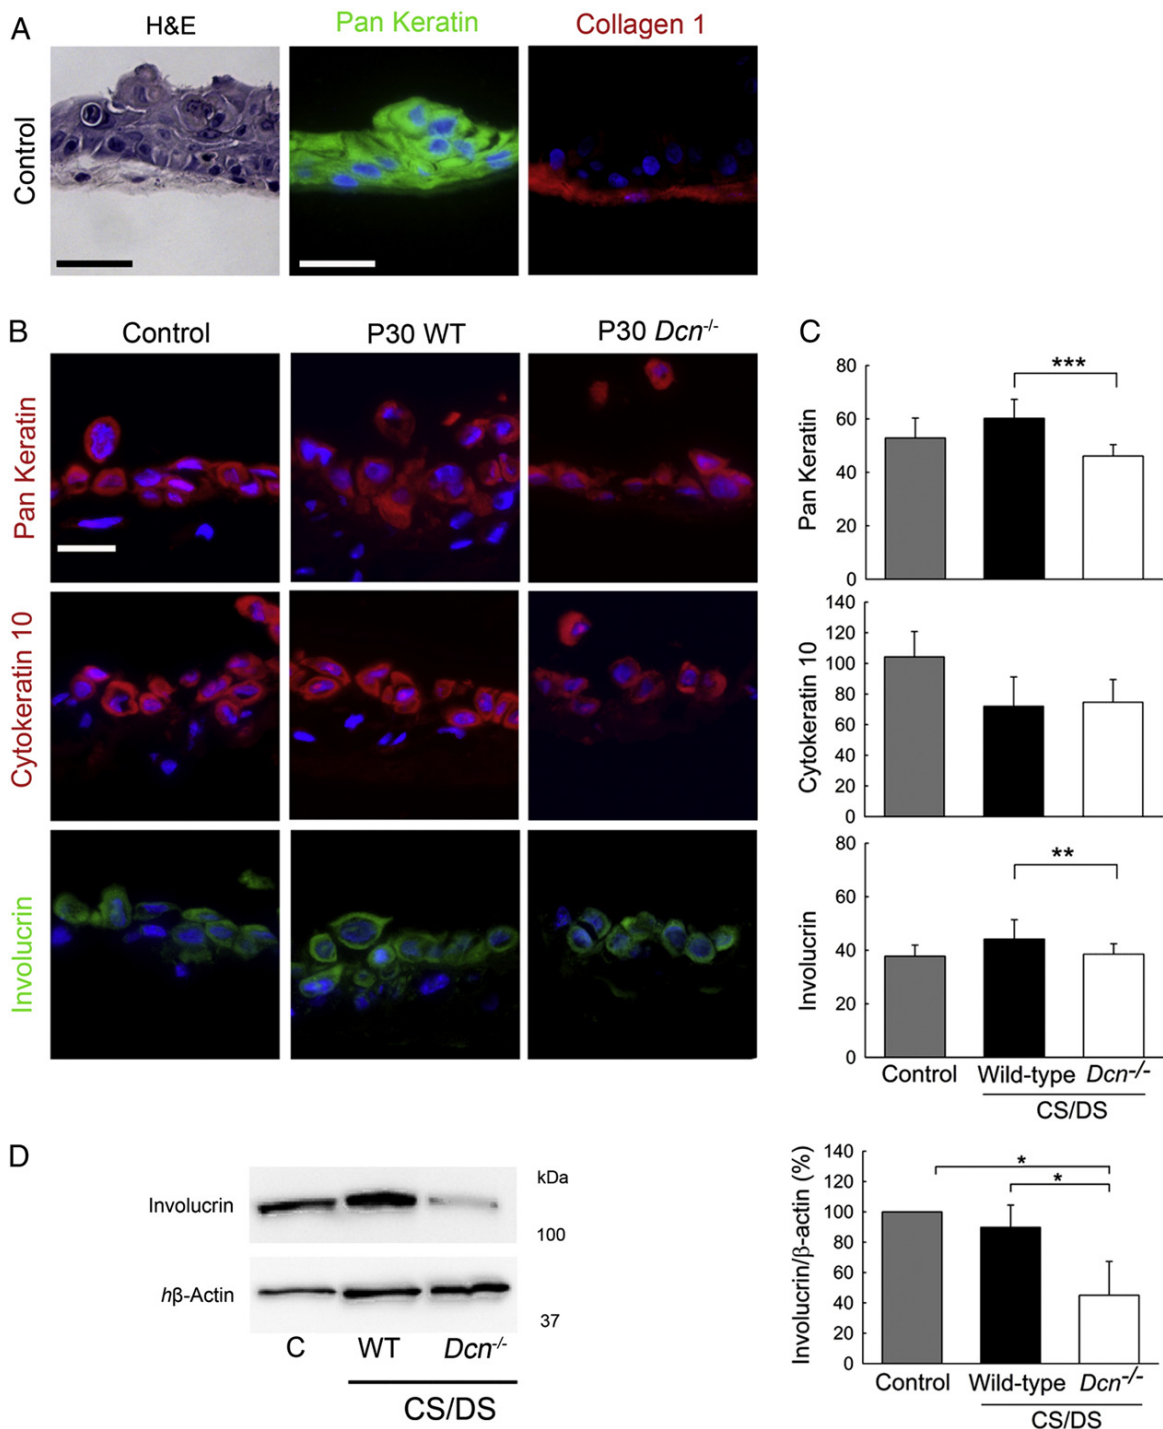 A
H&E
Pan Keratin
Collagen 1
Control
B
Control
P30 WT
P30 Dcn-/-
C
Pan Keratin
Cytokeratin 10
Involucrin
80
60
40
20
0
Pan Keratin
***
140
120
100
80
60
40
20
0
Cytokeratin 10
80
60
40
20
0
Involucrin
**
Control
Wild-type
Dcn-/-
CS/DS
D
Involucrin
kDa
100
hβ-Actin
37
C
WT
Dcn-/-
CS/DS
140
120
100
80
60
40
20
0
Involucrin/β-actin (%)
*
*
Control
Wild-type
Dcn-/-
CS/DS